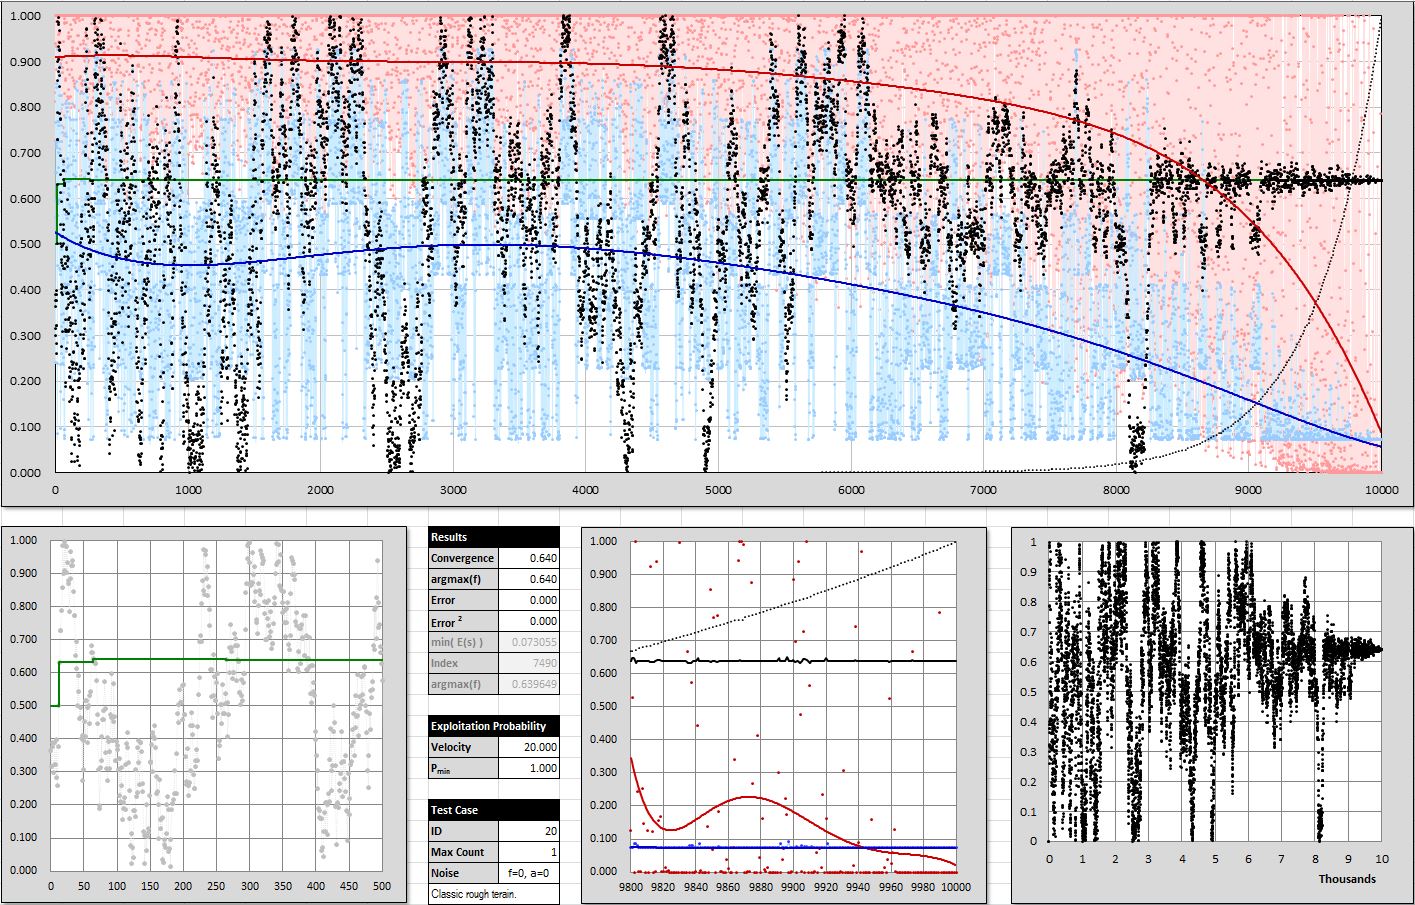 1.000
0.900
0.800
0.700
0.600
0.500
0.400
0.300
0.200
0.100
0.000
0 1000 2000 3000 4000 5000 6000 7000 8000 9000 10000
1.000
0.900
0.800
0.700
0.600
0.500
0.400
0.300
0.200
0.100
0.000
0 50 100 150 200 250 300 350 400 450 500
Results
Convergence 0.640
argmax(f) 0.640
Error 0.000
Error ² 0.000
min( E(s) ) 0.073055
Index 7490
argmax(f) 0.639649
Exploitation Probability
Velocity 20.000
Pmin 1.000
Test Case
ID 20
Max Count 1
Noise f=0, a=0
Classic rough terrain.
1.000
0.900
0.800
0.700
0.600
0.500
0.400
0.300
0.200
0.100
0.000
9800 9820 9840 9860 9880 9900 9920 9940 9960 9980 10000
1
0.9
0.8
0.7
0.6
0.5
0.4
0.3
0.2
0.1
0
0 1 2 3 4 5 6 7 8 9 10
Thousands